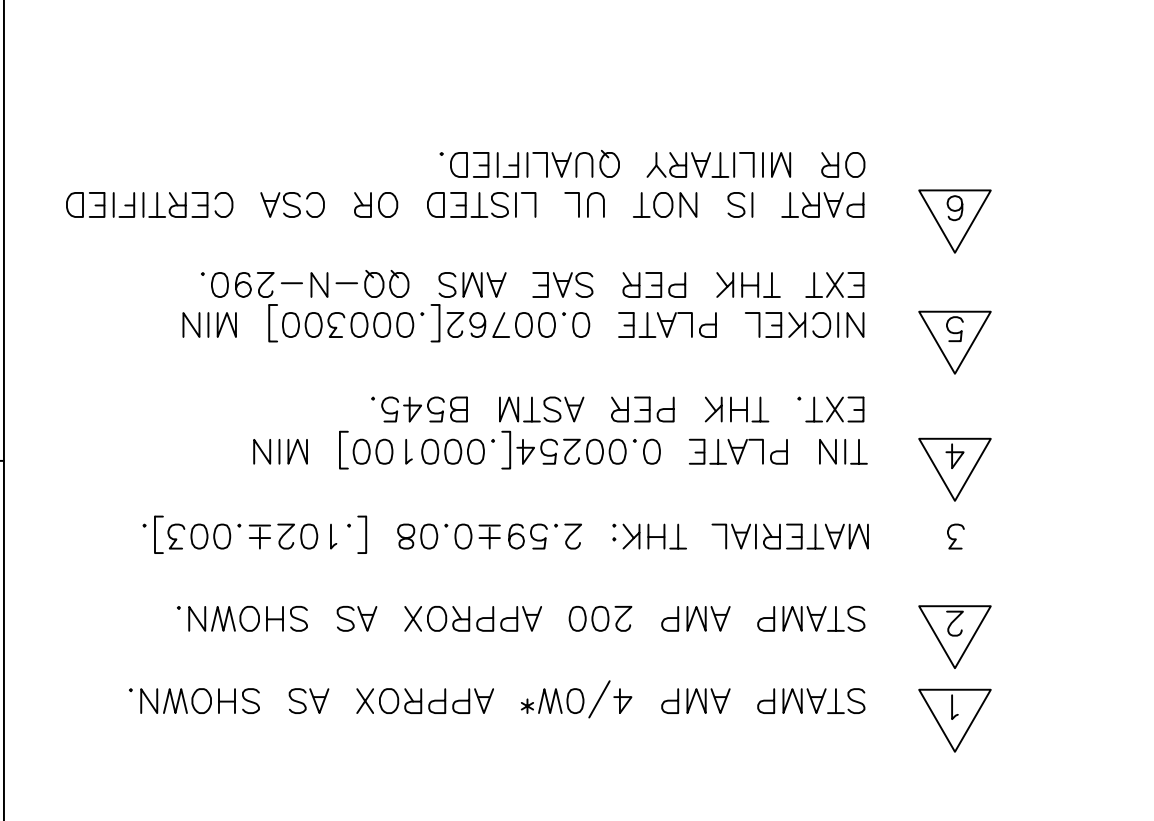 1 STAMP AMP 4/0W* APPROX AS SHOWN.
2 STAMP AMP 200 APPROX AS SHOWN.
3 MATERIAL THK: 2.59±0.08 [.102±.003].
4 TIN PLATE 0.00254[.000100] MIN
EXT. THK PER ASTM B545.
5 NICKEL PLATE 0.00762[.000300] MIN
EXT THK PER SAE AMS QQ-N-290.
6 PART IS NOT UL LISTED OR CSA CERTIFIED
OR MILITARY QUALIFIED.